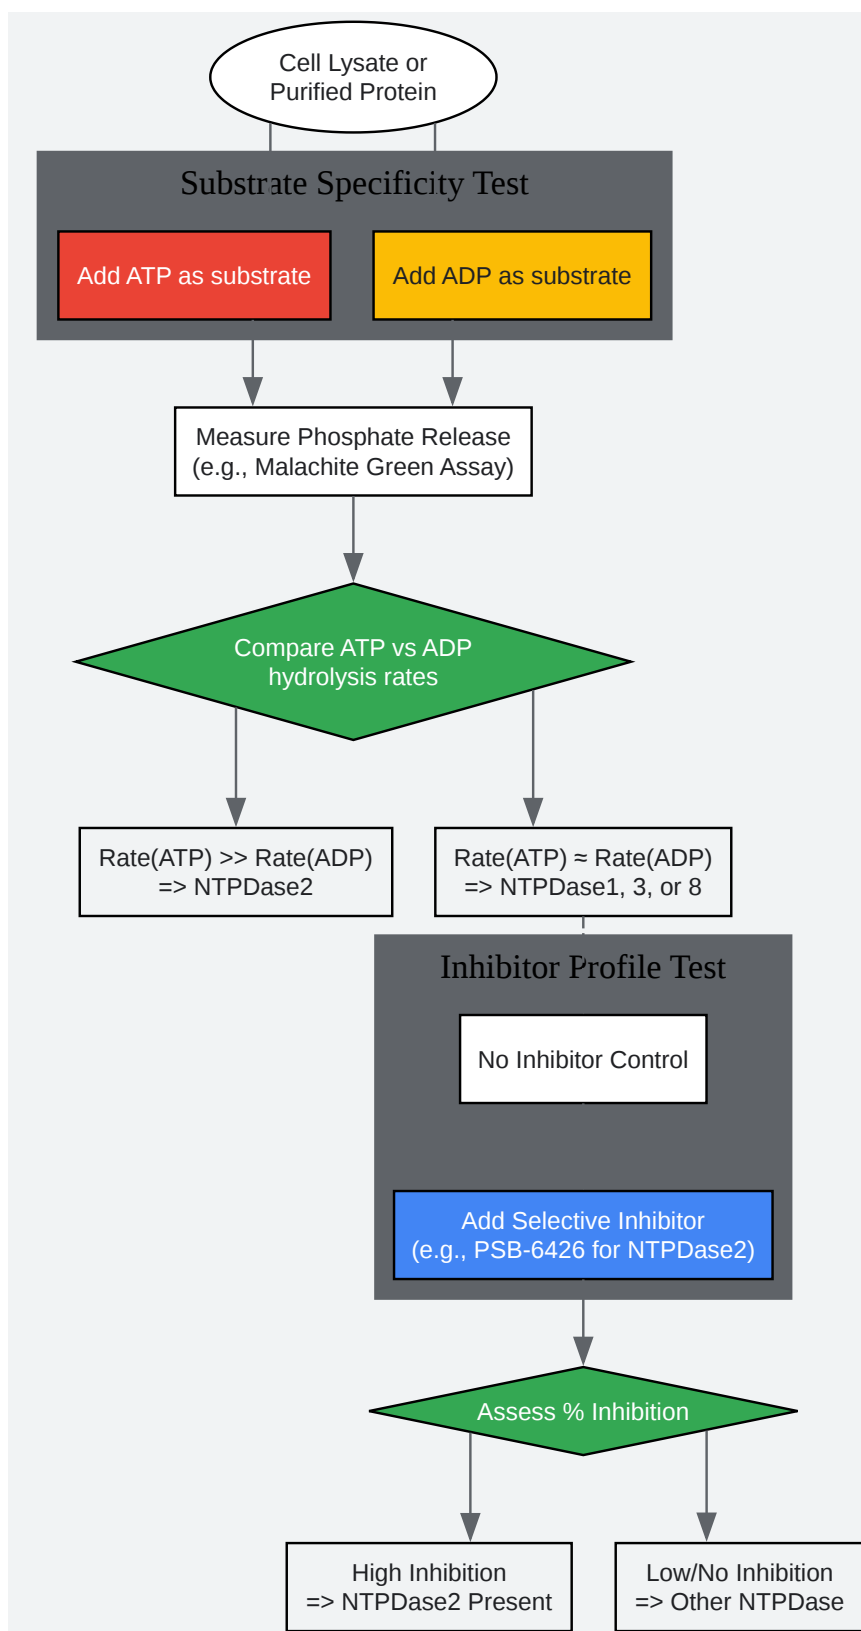 Cell Lysate or
Purified Protein
Substrate Specificity Test
Add ATP as substrate
Add ADP as substrate
Measure Phosphate Release
(e.g., Malachite Green Assay)
Compare ATP vs ADP
hydrolysis rates
Rate(ATP) >> Rate(ADP)
=> NTPDase2
Rate(ATP) ≈ Rate(ADP)
=> NTPDase1, 3, or 8
Inhibitor Profile Test
No Inhibitor Control
Add Selective Inhibitor
(e.g., PSB-6426 for NTPDase2)
Assess % Inhibition
High Inhibition
=> NTPDase2 Present
Low/No Inhibition
=> Other NTPDase